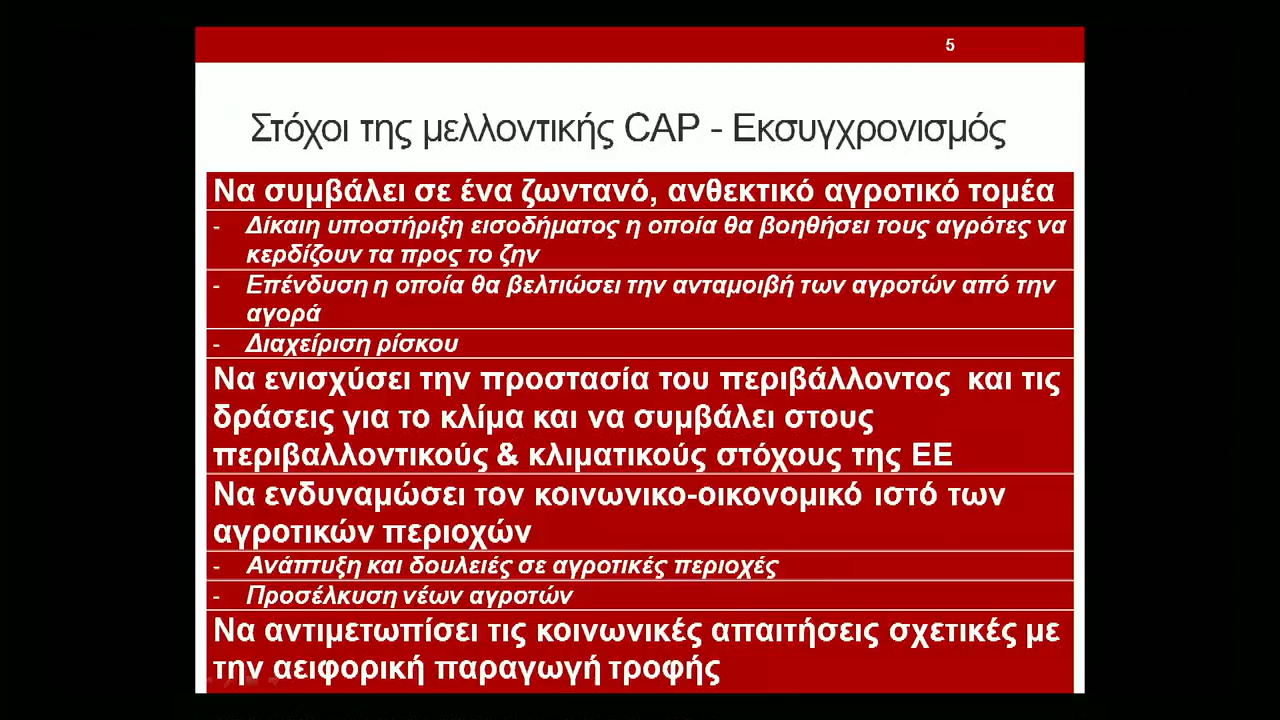 5
Στόχοι της μελλοντικής CAP - Εκσυγχρονισμός
Να συμβάλει σε ένα ζωντανό, ανθεκτικό αγροτικό τομέα
- Δίκαιη υποστήριξη εισοδήματος η οποία θα βοηθήσει τους αγρότες να
κερδίζουν τα προς το ζην
- Επένδυση η οποία θα βελτιώσει την ανταμοιβή των αγροτών από την
αγορά
- Διαχείριση ρίσκου
Να ενισχύσει την προστασία του περιβάλλοντος και τις
δράσεις για το κλίμα και να συμβάλει στους
περιβαλλοντικούς & κλιματικούς στόχους της ΕΕ
Να ενδυναμώσει τον κοινωνικο-οικονομικό ιστό των
αγροτικών περιοχών
- Ανάπτυξη και δουλειές σε αγροτικές περιοχές
- Προσέλκυση νέων αγροτών
Να αντιμετωπίσει τις κοινωνικές απαιτήσεις σχετικές με
την αειφορική παραγωγή τροφής